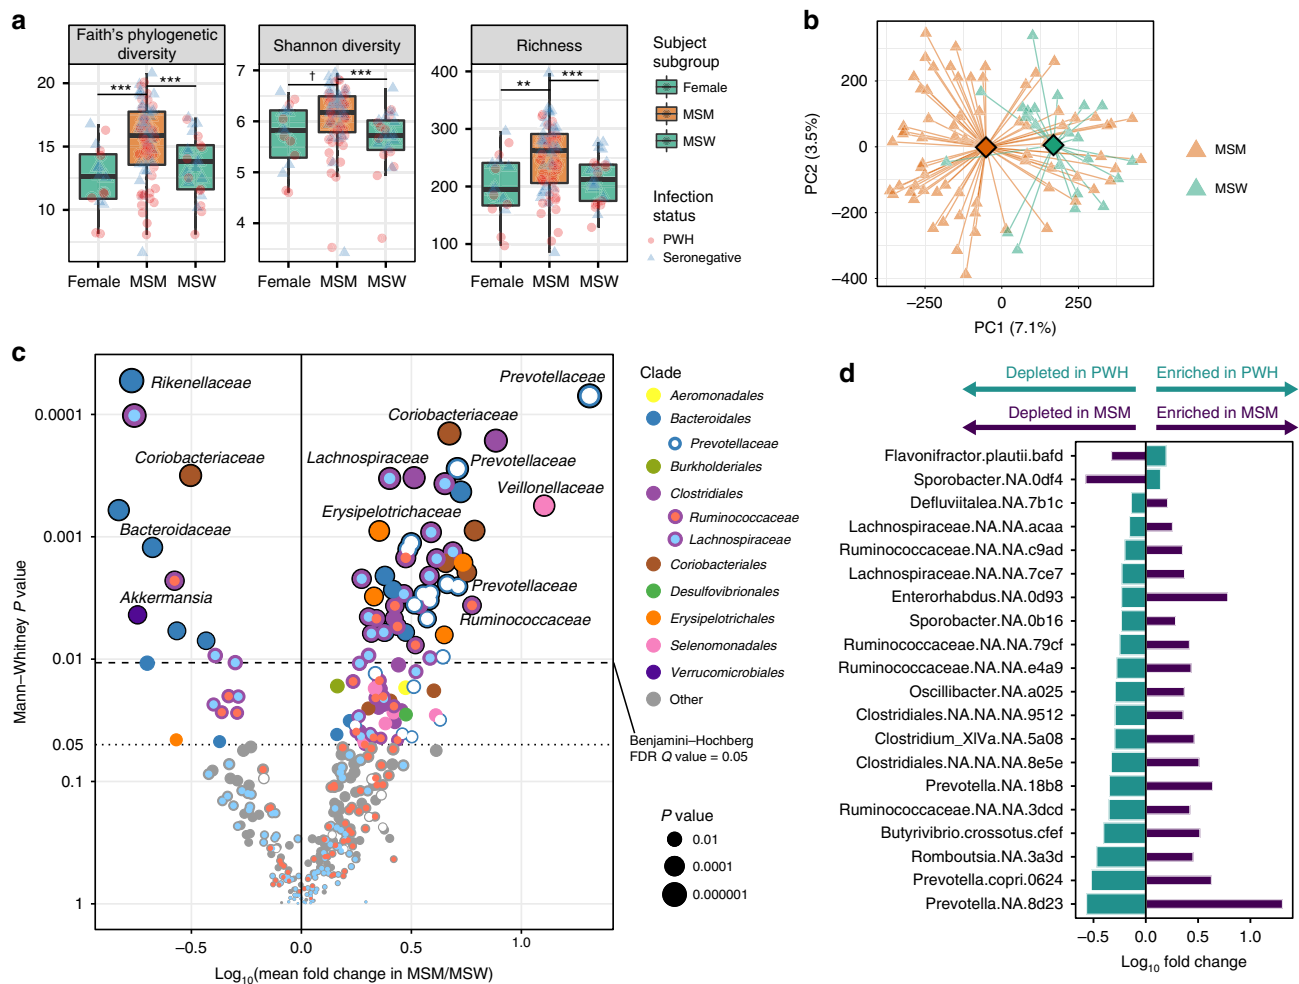 a
Faith's phylogenetic
diversity
Shannon diversity
Richness
20
15
10
***
***
7
6
5
4
†
***
400
300
200
100
**
***
Female MSM MSW
Female MSM MSW
Female MSM MSW
Subject
subgroup
Female
MSM
MSW
Infection
status
PWH
Seronegative
b
PC2 (3.5%)
200
0
−200
−400
−250
0
250
PC1 (7.1%)
MSM
MSW
c
Mann–Whitney P value
0.0001
0.001
0.01
0.05
0.1
1
−0.5
0.0
0.5
1.0
Log10(mean fold change in MSM/MSW)
Rikenellaceae
Prevotellaceae
Coriobacteriaceae
Coriobacteriaceae
Lachnospiraceae
Prevotellaceae
Veillonellaceae
Erysipelotrichaceae
Bacteroidaceae
Prevotellaceae
Akkermansia
Ruminococcaceae
Clade
Aeromonadales
Bacteroidales
Prevotellaceae
Burkholderiales
Clostridiales
Ruminococcaceae
Lachnospiraceae
Coriobacteriales
Desulfovibrionales
Erysipelotrichales
Selenomonadales
Verrucomicrobiales
Other
Benjamini–Hochberg
FDR Q value = 0.05
P value
0.01
0.0001
0.000001
d
Depleted in PWH
Enriched in PWH
Depleted in MSM
Enriched in MSM
Flavonifractor.plautii.bafd
Sporobacter.NA.0df4
Defluviitalea.NA.7b1c
Lachnospiraceae.NA.NA.acaa
Ruminococcaceae.NA.NA.c9ad
Lachnospiraceae.NA.NA.7ce7
Enterorhabdus.NA.0d93
Sporobacter.NA.0b16
Ruminococcaceae.NA.NA.79cf
Ruminococcaceae.NA.NA.e4a9
Oscillibacter.NA.a025
Clostridiales.NA.NA.NA.9512
Clostridium_XIVa.NA.5a08
Clostridiales.NA.NA.NA.8e5e
Prevotella.NA.18b8
Ruminococcaceae.NA.NA.3dcd
Butyrivibrio.crossotus.cfef
Romboutsia.NA.3a3d
Prevotella.copri.0624
Prevotella.NA.8d23
−0.5
0.0
0.5
1.0
Log10 fold change